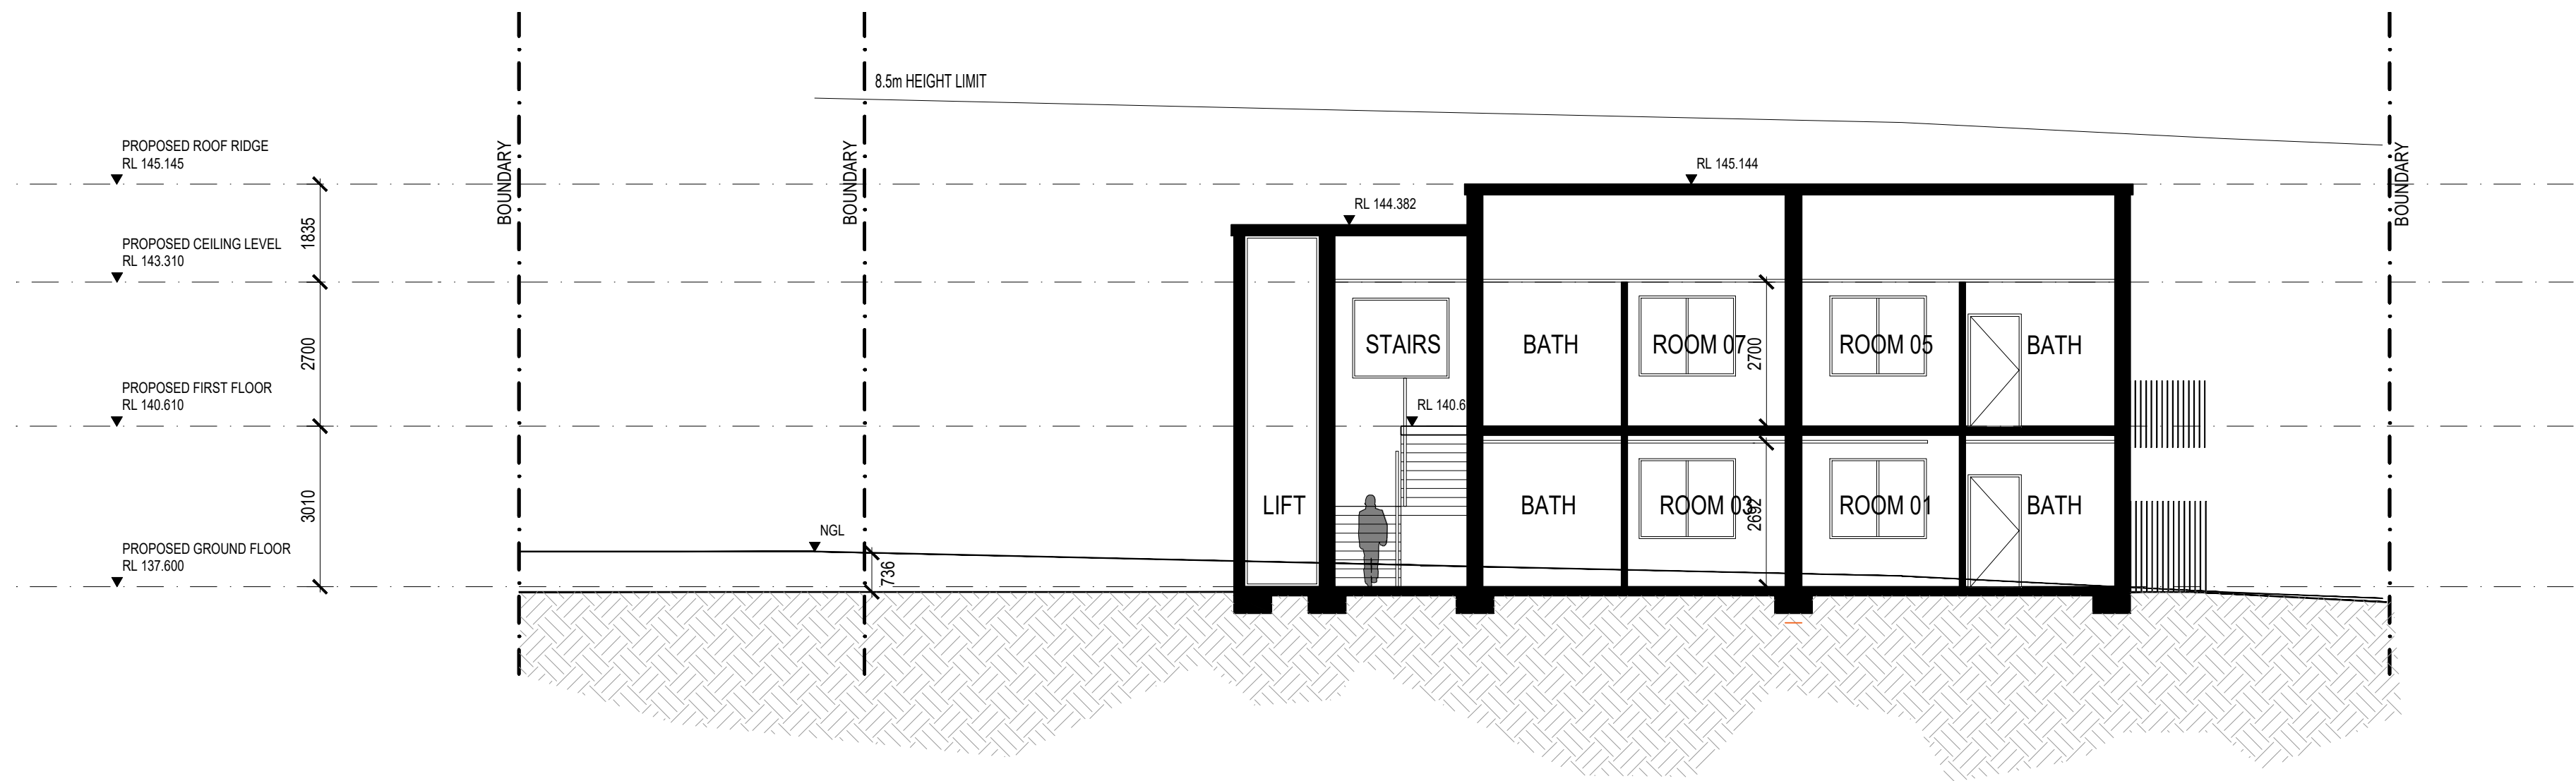 8.5m HEIGHT LIMIT
PROPOSED ROOF RIDGE
RL 145.145
BOUNDARY
BOUNDARY
BOUNDARY
RL 145.144
RL 144.382
1835
PROPOSED CEILING LEVEL
RL 143.310
2700
STAIRS
BATH
ROOM 07
2700
ROOM 05
BATH
PROPOSED FIRST FLOOR
RL 140.610
RL 140.6
3010
LIFT
BATH
ROOM 03
2692
ROOM 01
BATH
NGL
PROPOSED GROUND FLOOR
RL 137.600
736